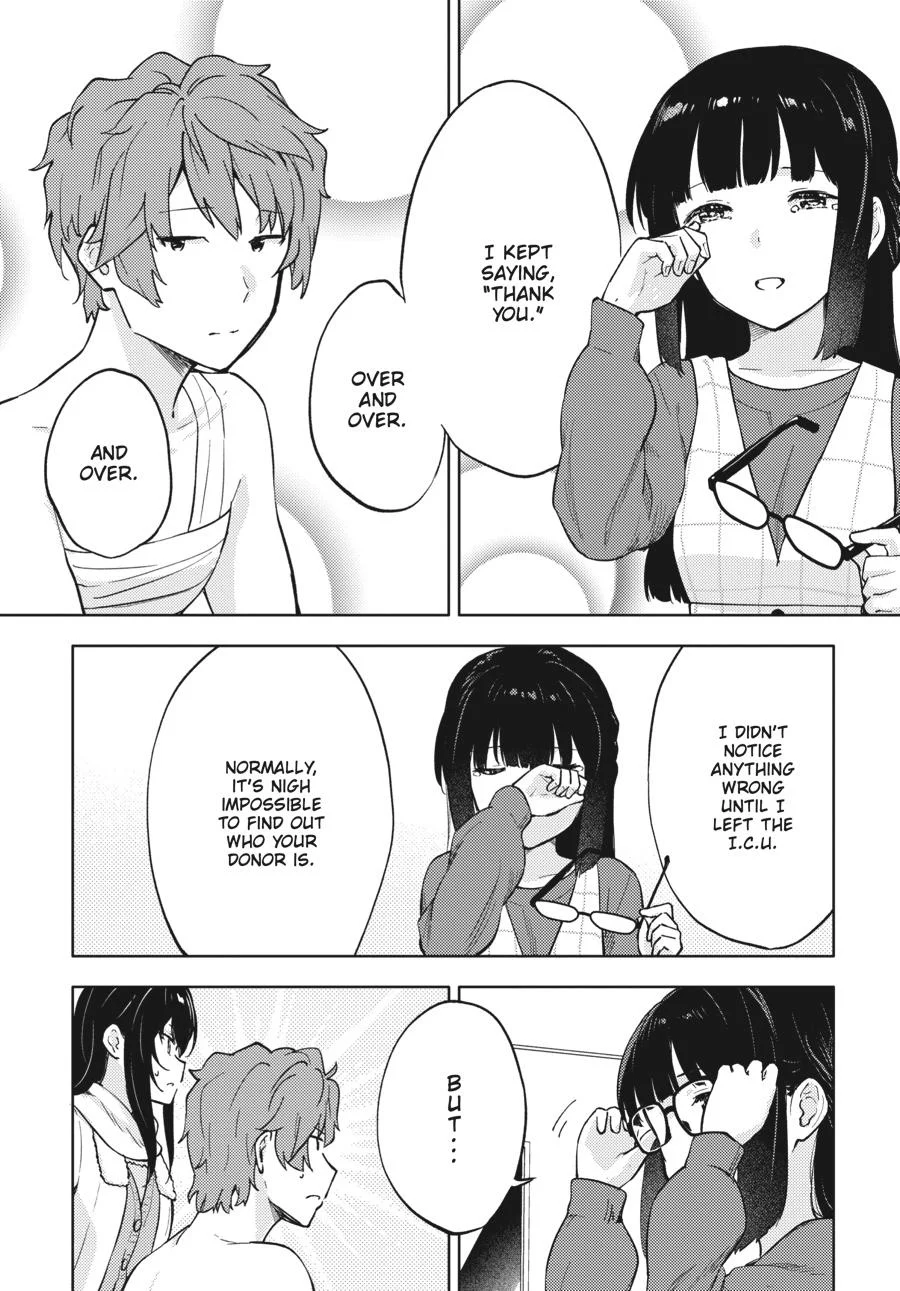 I KEPT
SAYING,
"THANK
YOU."
OVER
AND
OVER.
AND
OVER.
I DIDN'T
NOTICE
ANYTHING
WRONG
UNTIL I
LEFT THE
I.C.U.
NORMALLY,
IT'S NIGH
IMPOSSIBLE
TO FIND OUT
WHO YOUR
DONOR IS.
BUT...